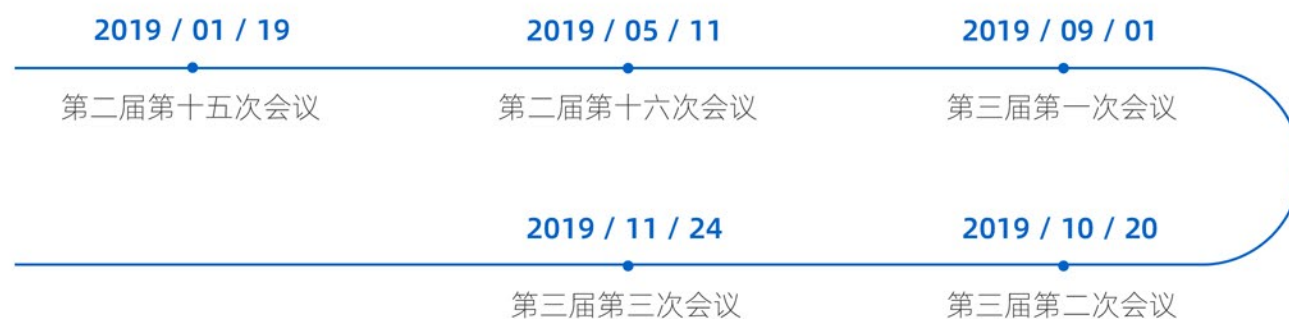 2019 / 01 / 19
第二届第十五次会议
2019 / 05 / 11
第二届第十六次会议
2019 / 09 / 01
第三届第一次会议
2019 / 10 / 20
第三届第二次会议
2019 / 11 / 24
第三届第三次会议